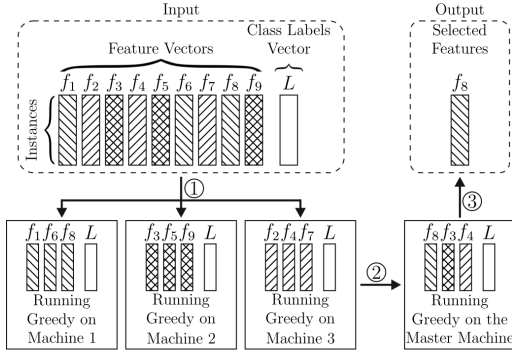 Input
Output
Class Labels
Vector
Feature Vectors
Selected
Features
f1 f2 f3 f4 f5 f6 f7 f8 f9 L
f8
Instances
①
③
f1 f6 f8 L
f3 f5 f9 L
f2 f4 f7 L
②
f8 f3 f4 L
Running
Greedy on
Machine 1
Running
Greedy on
Machine 2
Running
Greedy on
Machine 3
Running
Greedy on the
Master Machine